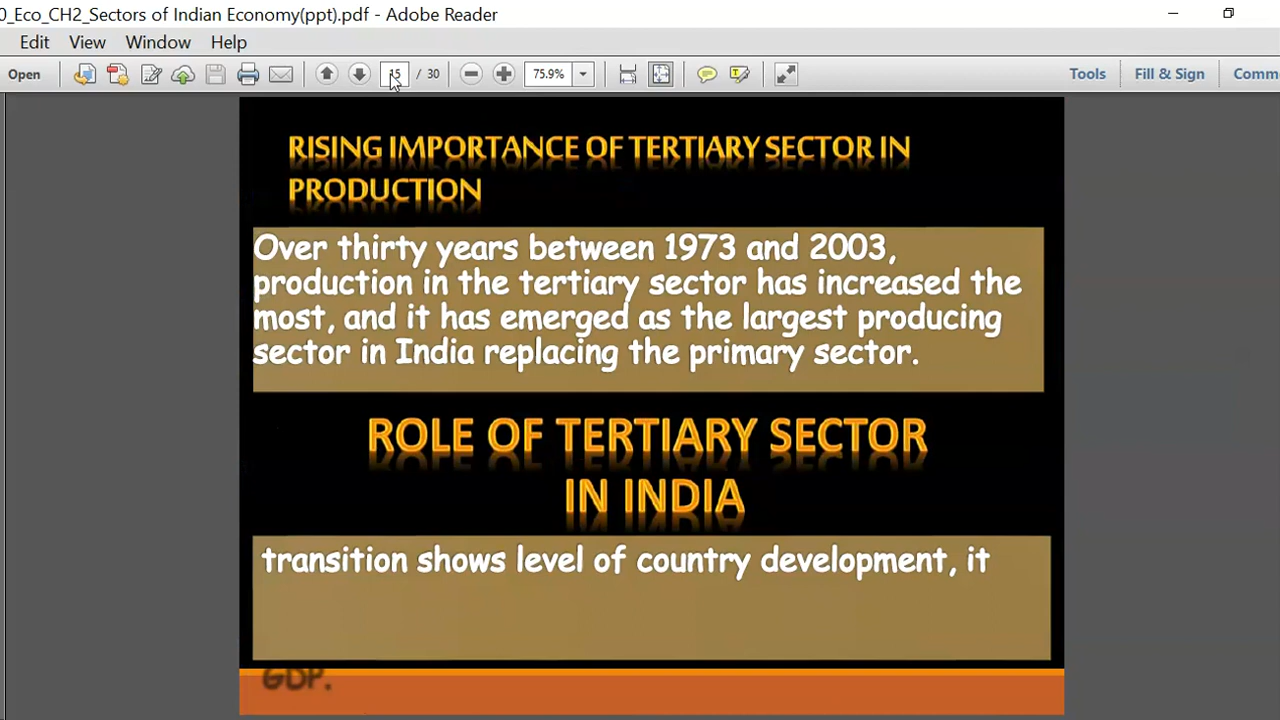 0_Eco_CH2_Sectors of Indian Economy(ppt).pdf - Adobe Reader
Edit View Window Help
Open 15 / 30 75.9% Tools Fill & Sign Comm
RISING IMPORTANCE OF TERTIARY SECTOR IN
PRODUCTION
Over thirty years between 1973 and 2003,
production in the tertiary sector has increased the
most, and it has emerged as the largest producing
sector in India replacing the primary sector.
ROLE OF TERTIARY SECTOR
IN INDIA
transition shows level of country development, it
GDP.